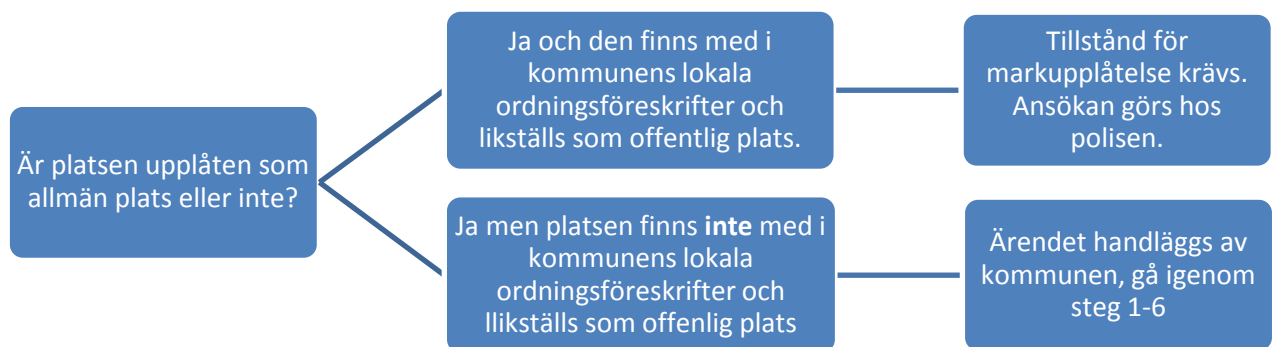 Är platsen upplåten som
allmän plats eller inte?
Ja och den finns med i
kommunens lokala
ordningsföreskrifter och
likställs som offentlig plats.
Tillstånd för
markupplåtelse krävs.
Ansökan görs hos
polisen.
Ja men platsen finns inte med i
kommunens lokala
ordningsföreskrifter och
llikställs som offenlig plats
Ärendet handläggs av
kommunen, gå igenom
steg 1-6